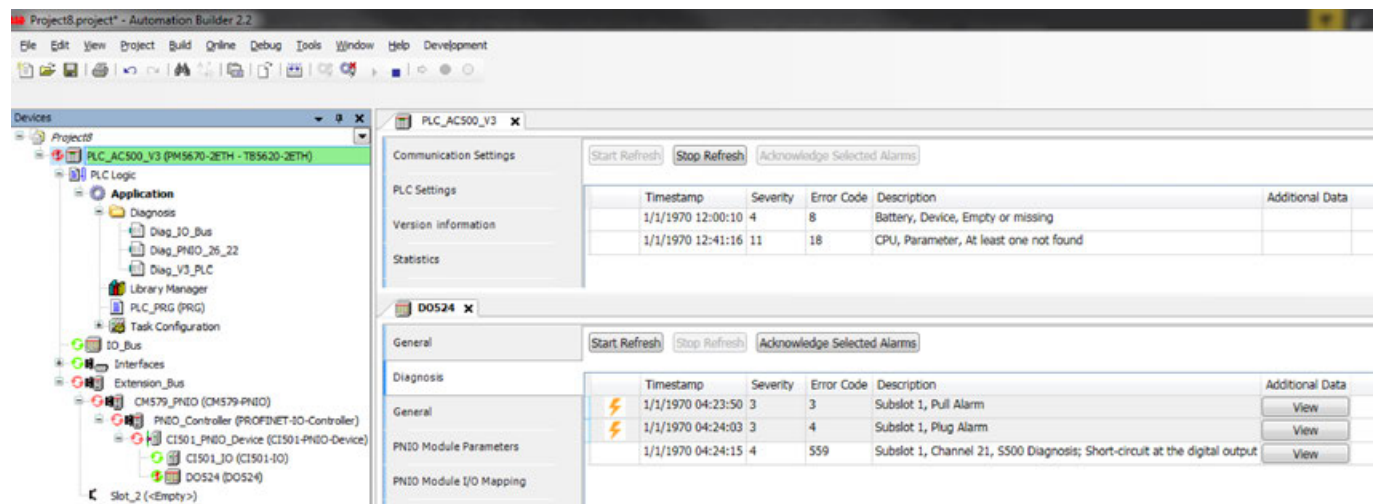 Project8.project* - Automation Builder 2.2
File Edit View Project Build Online Debug Tools Window Help Development
Devices
Project8
PLC_AC500_V3 (PM5670-2ETH - TB5620-2ETH)
PLC Logic
Application
Diagnosis
Diag_IO_Bus
Diag_PNIO_26_22
Diag_V3_PLC
Library Manager
PLC_PRG (PRG)
Task Configuration
IO_Bus
Interfaces
Extension_Bus
CM579_PNIO (CM579-PNIO)
PNIO_Controller (PROFINET-IO-Controller)
CI501_PNIO_Device (CI501-PNIO-Device)
CI501_IO (CI501-IO)
DO524 (DO524)
Slot_2 (<Empty>)
PLC_AC500_V3
Communication Settings
PLC Settings
Version information
Statistics
Start Refresh Stop Refresh Acknowledge Selected Alarms
Timestamp Severity Error Code Description Additional Data
1/1/1970 12:00:10 4 8 Battery, Device, Empty or missing
1/1/1970 12:41:16 11 18 CPU, Parameter, At least one not found
DO524
General
Diagnosis
General
PNIO Module Parameters
PNIO Module I/O Mapping
Start Refresh Stop Refresh Acknowledge Selected Alarms
Timestamp Severity Error Code Description Additional Data
1/1/1970 04:23:50 3 3 Subslot 1, Pull Alarm View
1/1/1970 04:24:03 3 4 Subslot 1, Plug Alarm View
1/1/1970 04:24:15 4 559 Subslot 1, Channel 21, S500 Diagnosis; Short-circuit at the digital output View